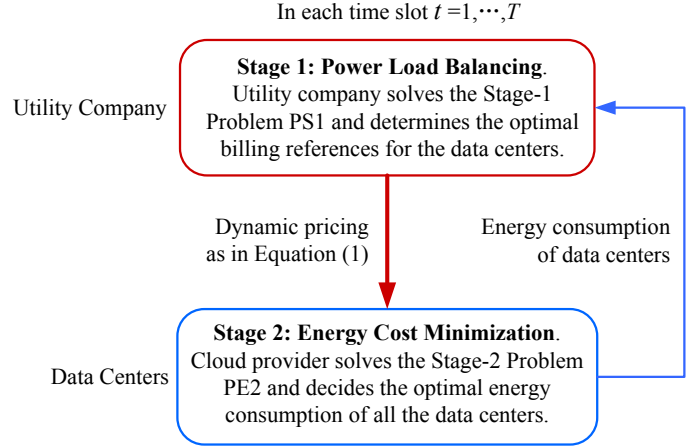 In each time slot t =1,⋯,T
Stage 1: Power Load Balancing.
Utility company solves the Stage-1
Problem PS1 and determines the optimal
billing references for the data centers.
Utility Company
Dynamic pricing
as in Equation (1)
Energy consumption
of data centers
Stage 2: Energy Cost Minimization.
Cloud provider solves the Stage-2 Problem
PE2 and decides the optimal energy
consumption of all the data centers.
Data Centers